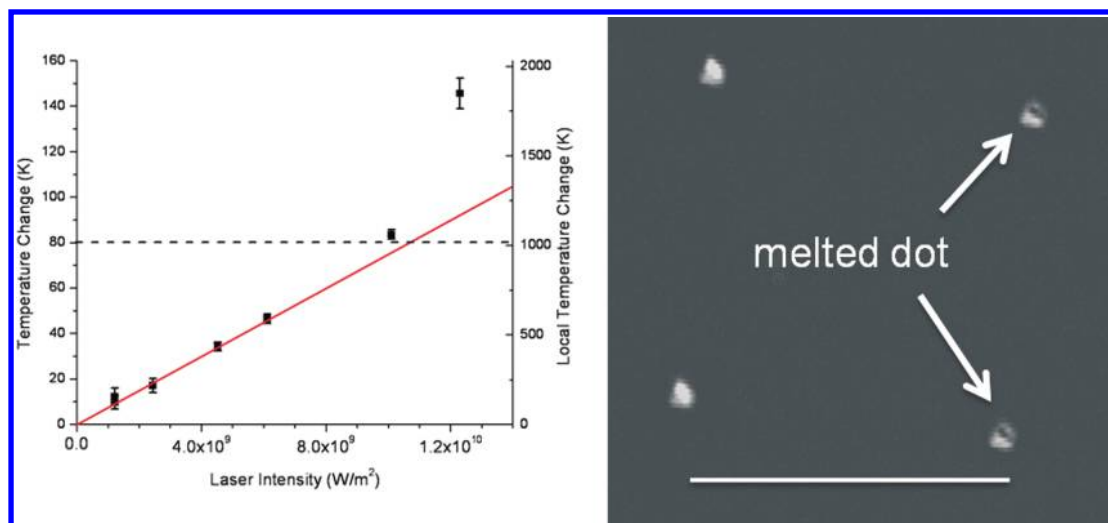 160
140
120
100
80
60
40
20
0
Temperature Change (K)
2000
1500
1000
500
0
Local Temperature Change (K)
0.0
4.0x10⁹
8.0x10⁹
1.2x10¹⁰
Laser Intensity (W/m²)
melted dot